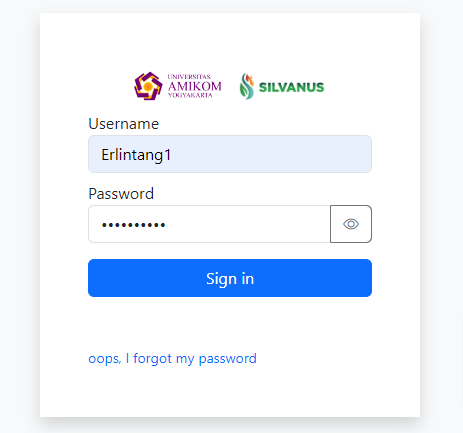 UNIVERSITAS
AMIKOM
YOGYAKARTA
SILVANUS
Username
Erlintang1
Password
••••••••••
Sign in
oops, I forgot my password